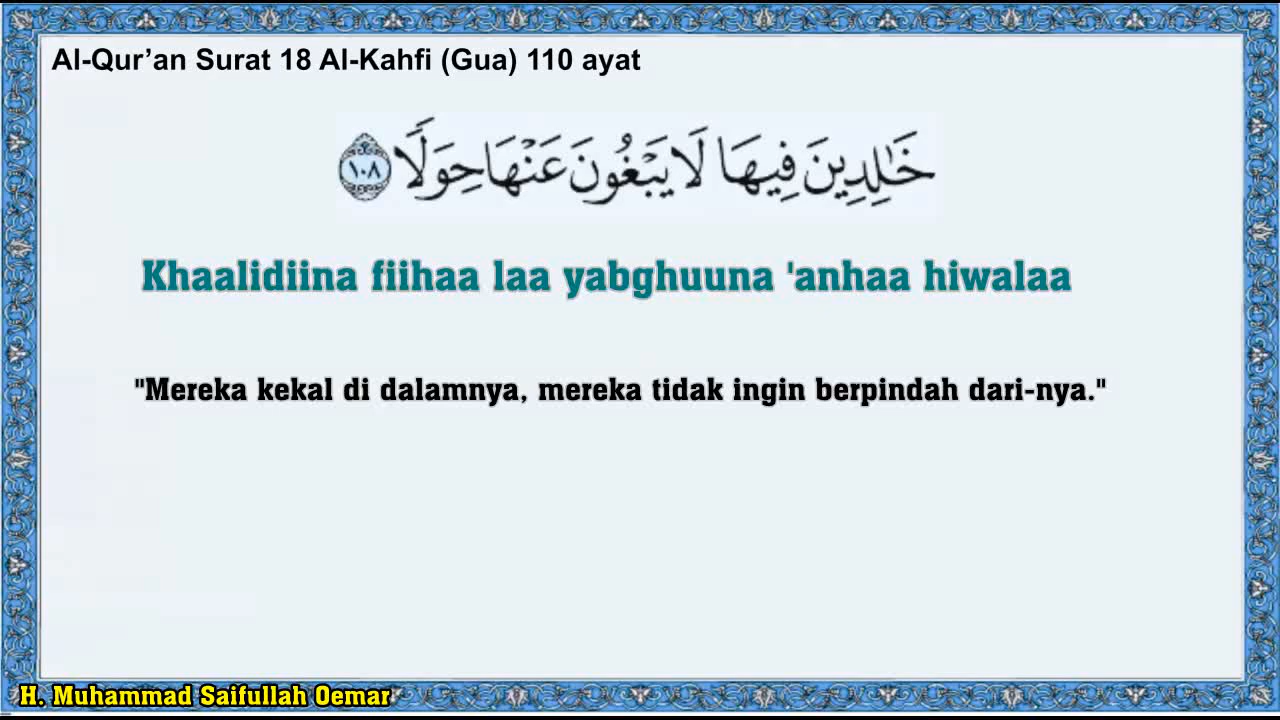 Al-Qur’an Surat 18 Al-Kahfi (Gua) 110 ayat
خَٰلِدِينَ فِيهَا لَا يَبْغُونَ عَنْهَا حِوَلًا ١٠٨
Khaalidiina fiihaa laa yabghuuna 'anhaa hiwalaa
"Mereka kekal di dalamnya, mereka tidak ingin berpindah dari-nya."
H. Muhammad Saifullah Oemar